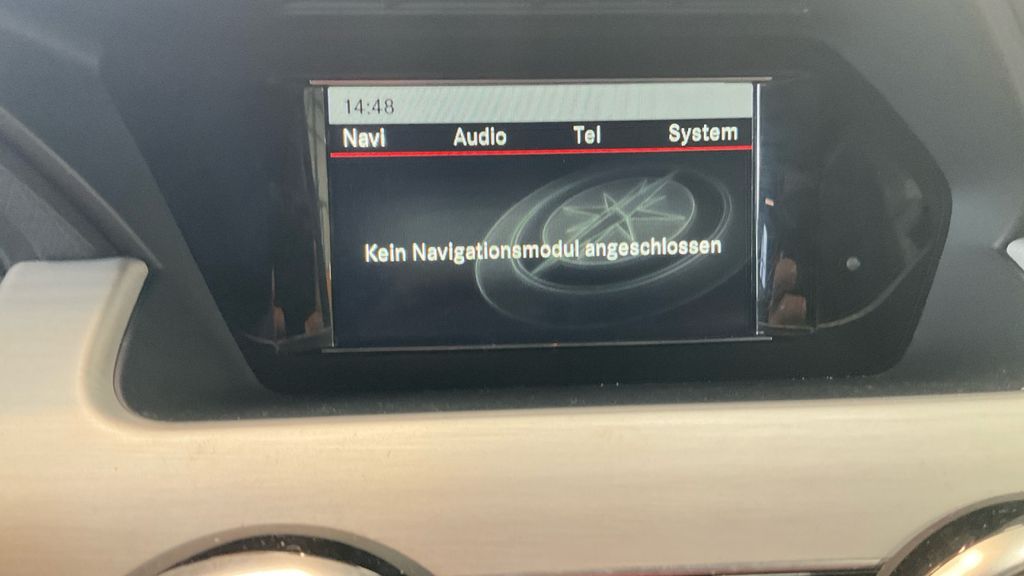 14:48
Navi Audio Tel System
Kein Navigationsmodul angeschlossen